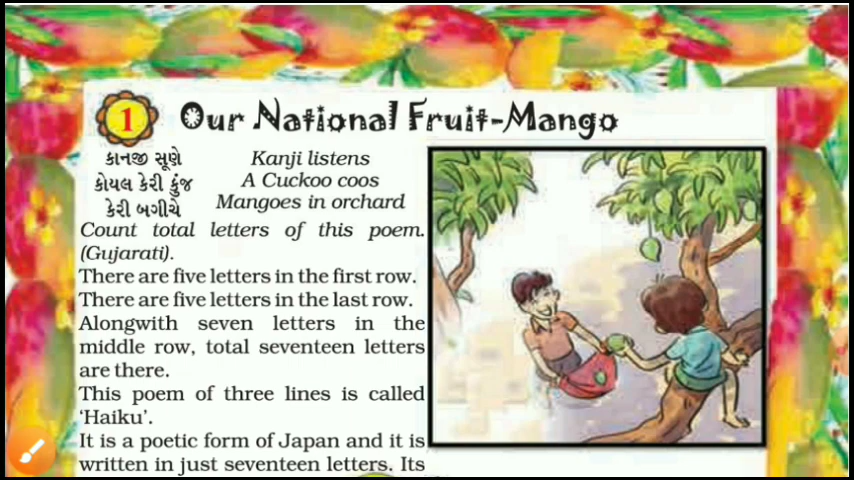 1 Our National Fruit-Mango
કાનજી સૂણે
કોયલ કેરી કુંજ
કેરી બગીચે
Kanji listens
A Cuckoo coos
Mangoes in orchard
Count total letters of this poem.
(Gujarati).
There are five letters in the first row.
There are five letters in the last row.
Alongwith seven letters in the
middle row, total seventeen letters
are there.
This poem of three lines is called
‘Haiku’.
It is a poetic form of Japan and it is
written in just seventeen letters. Its